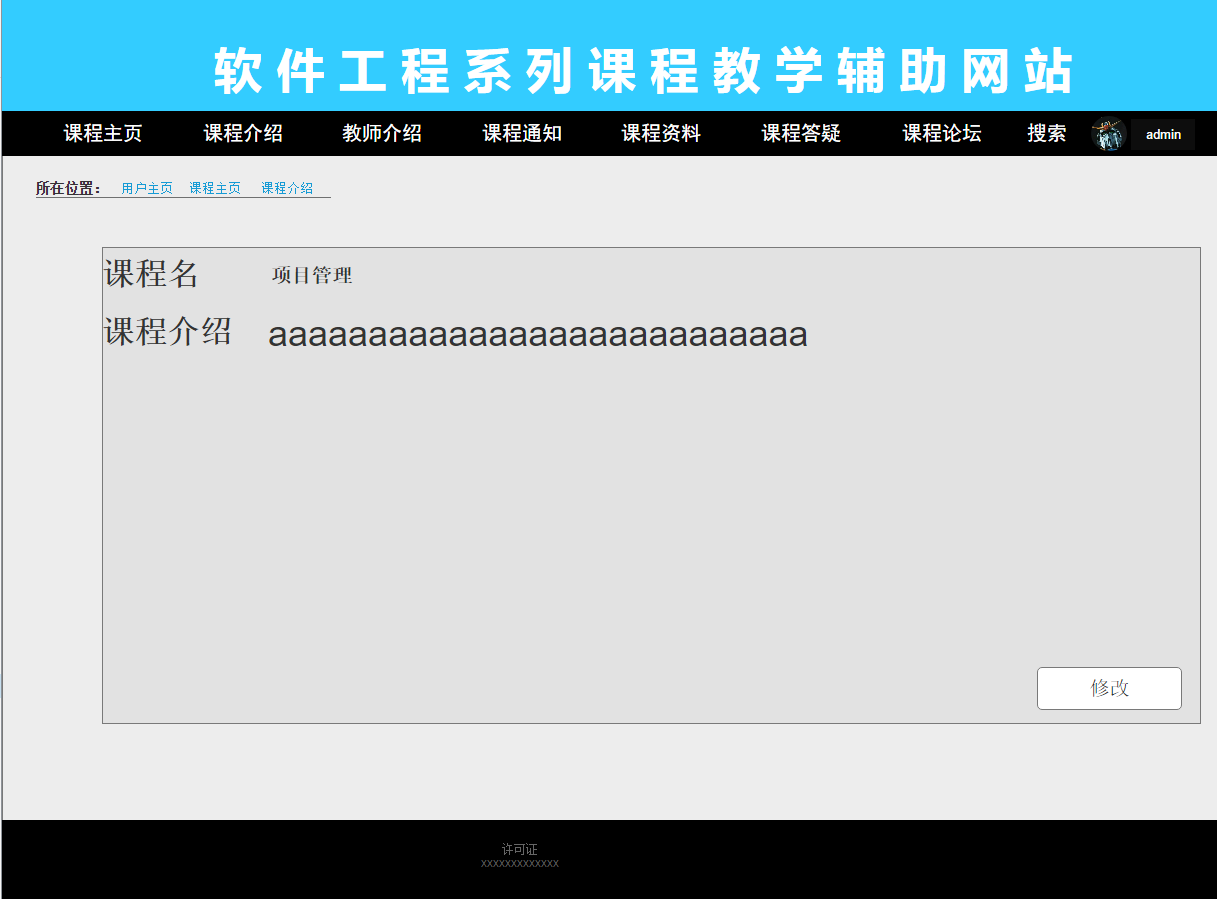 软件工程系列课程教学辅助网站
课程主页 课程介绍 教师介绍 课程通知 课程资料 课程答疑 课程论坛 搜索 admin
所在位置： 用户主页 课程主页 课程介绍
课程名 项目管理
课程介绍 aaaaaaaaaaaaaaaaaaaaaaaaaaa
修改
许可证
xxxxxxxxxxxxx